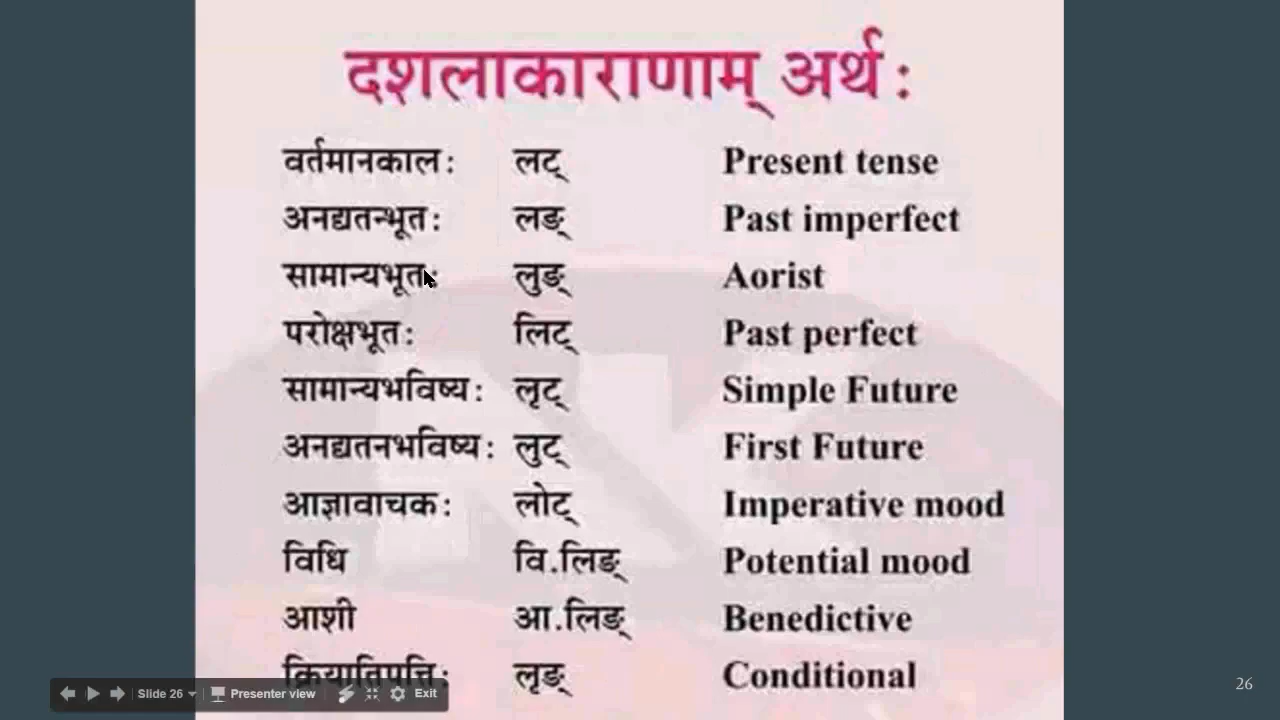 दशलाकाराणाम् अर्थ:
वर्तमानकाल: लट् Present tense
अनद्यतन्भूत: लङ् Past imperfect
सामान्यभूत: लुङ् Aorist
परोक्षभूत: लिट् Past perfect
सामान्यभविष्य: लृट् Simple Future
अनद्यतनभविष्य: लुट् First Future
आज्ञावाचक: लोट् Imperative mood
विधि वि.लिङ् Potential mood
आशी आ.लिङ् Benedictive
क्रियातिपत्ति: लृङ् Conditional
Slide 26 Presenter view Exit
26